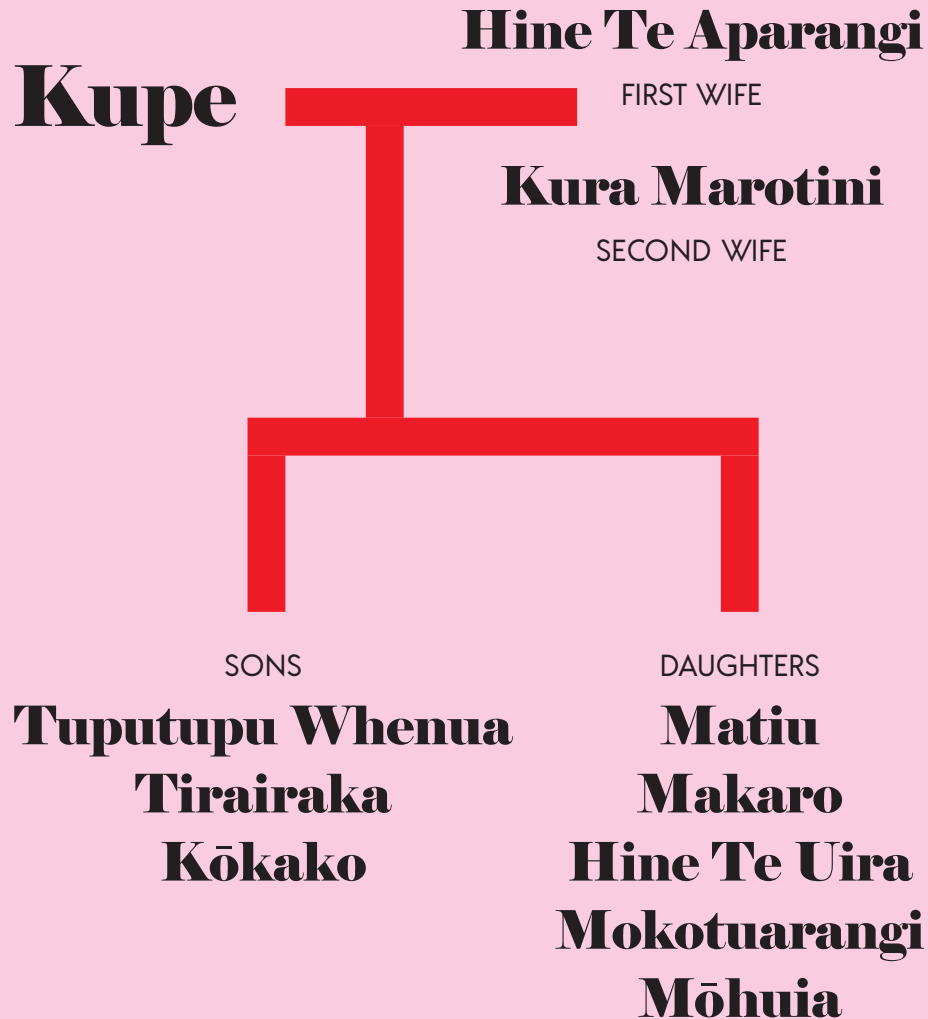 Hine Te Aparangi
FIRST WIFE
Kupe
Kura Marotini
SECOND WIFE
SONS
Tuputupu Whenua
Tirairaka
Kōkako
DAUGHTERS
Matiu
Makaro
Hine Te Uira
Mokotuarangi
Mōhuia